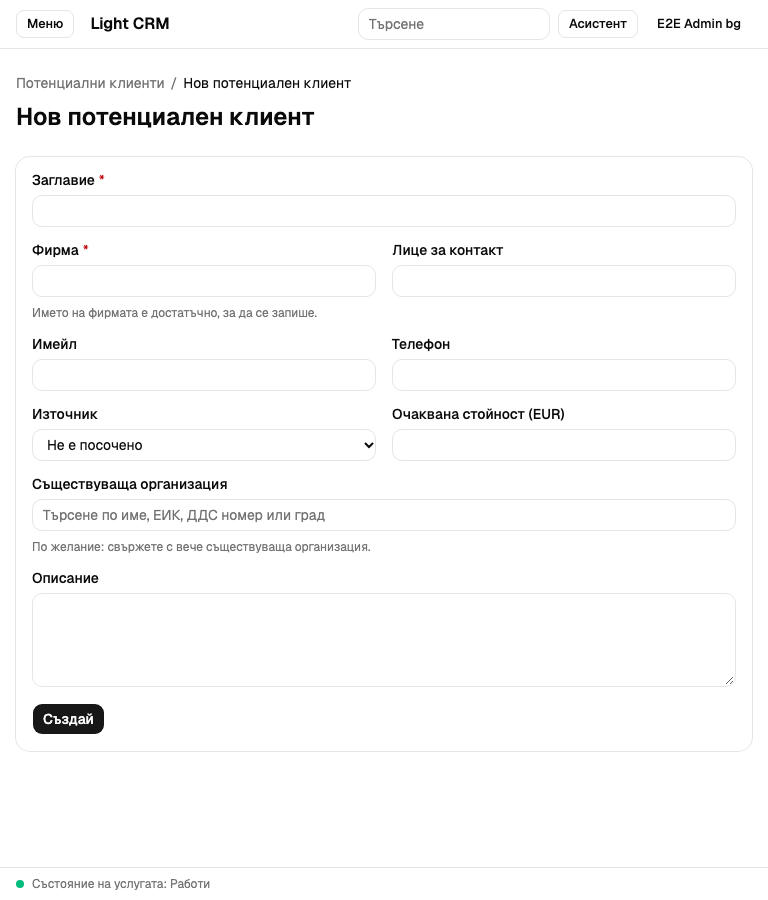 Меню
Light CRM
Търсене
Асистент
E2E Admin bg
Потенциални клиенти / Нов потенциален клиент
Нов потенциален клиент
Заглавие *
Фирма *
Лице за контакт
Името на фирмата е достатъчно, за да се запише.
Имейл
Телефон
Източник
Очаквана стойност (EUR)
Не е посочено
Съществуваща организация
Търсене по име, ЕИК, ДДС номер или град
По желание: свържете с вече съществуваща организация.
Описание
Създай
Състояние на услугата: Работи